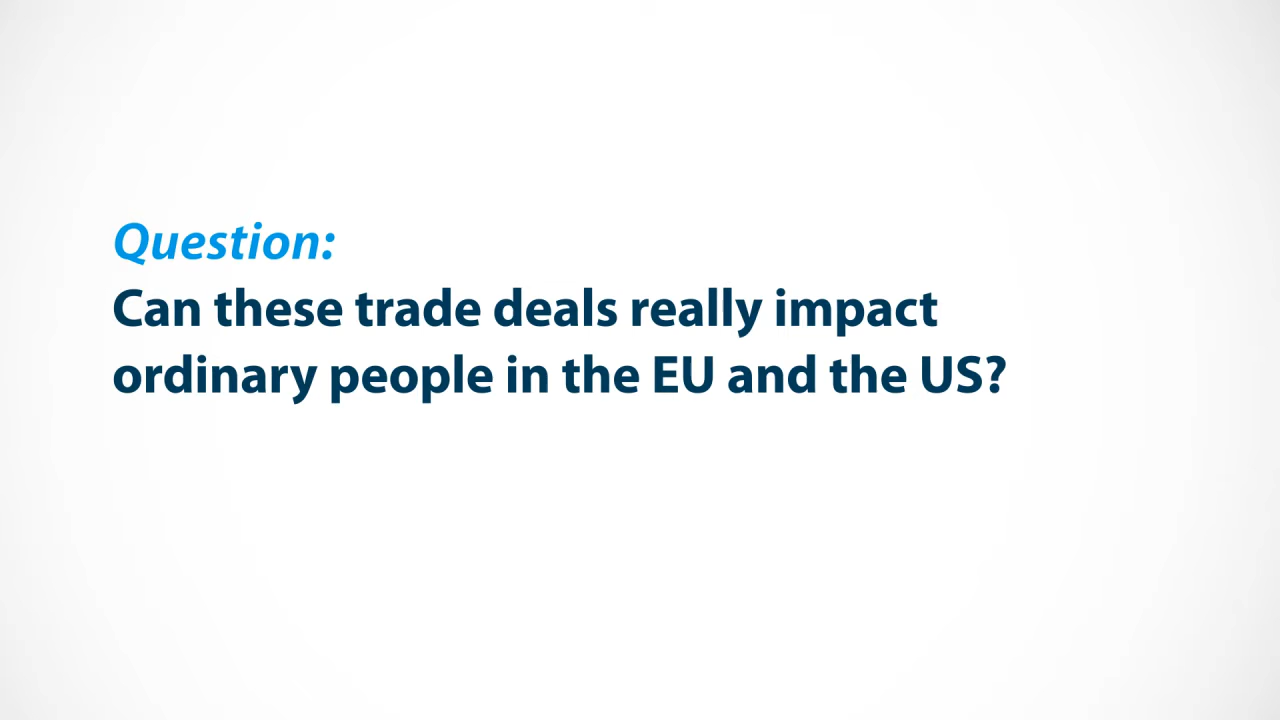 Question:
Can these trade deals really impact
ordinary people in the EU and the US?